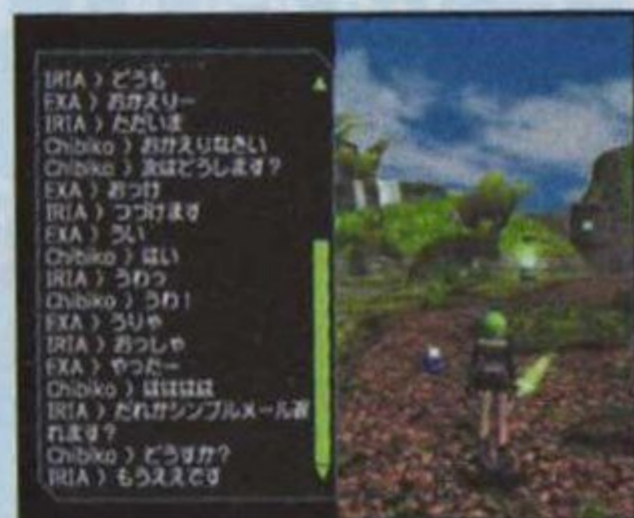 IRIA 〉どうも
EXA 〉おかえりー
IRIA 〉ただいま
Chibiko 〉おかえりなさい
Chibiko 〉次はどうします？
EXA 〉おっけ
IRIA 〉つづけます
EXA 〉うい
Chibiko 〉はい
IRIA 〉うわっ
Chibiko 〉うわ！
EXA 〉うりゃ
IRIA 〉おっしゃ
EXA 〉やったー
Chibiko 〉はははは
IRIA 〉だれかシンプルメール
れます？
Chibiko 〉どうすか？
IRIA 〉もうええです